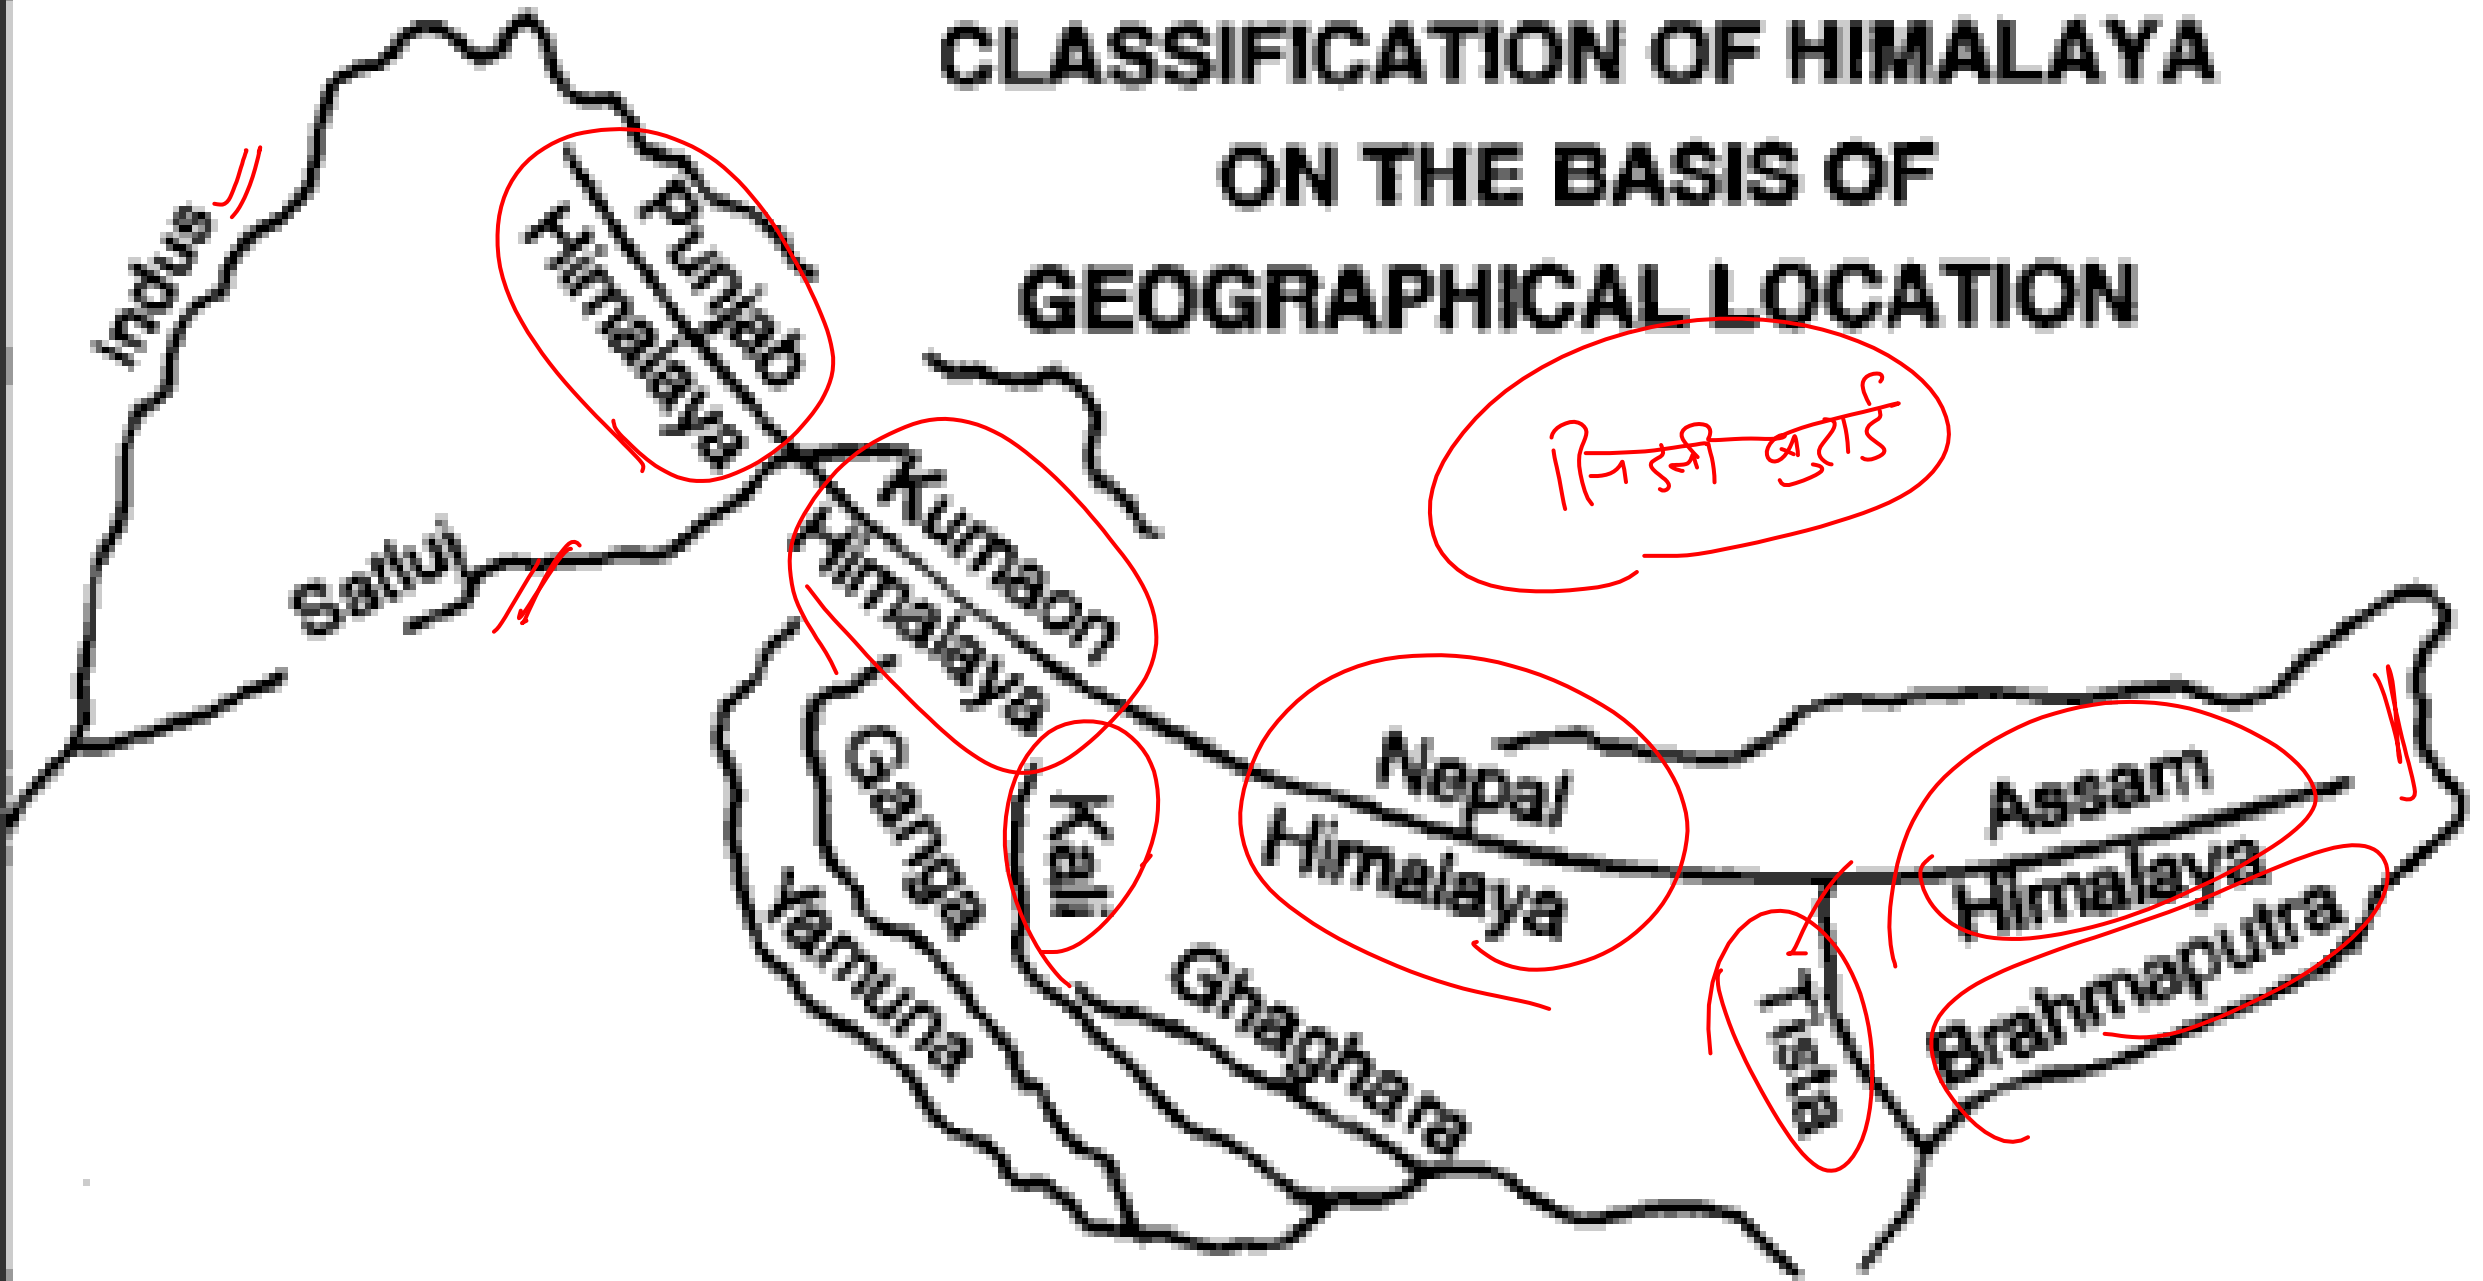 CLASSIFICATION OF HIMALAYA
ON THE BASIS OF
GEOGRAPHICAL LOCATION
Indus
Punjab
Himalaya
Satluj
Kumaon
Himalaya
Ganga
Yamuna
Kali
Nepal
Himalaya
Ghaghara
Tista
Assam
Himalaya
Brahmaputra